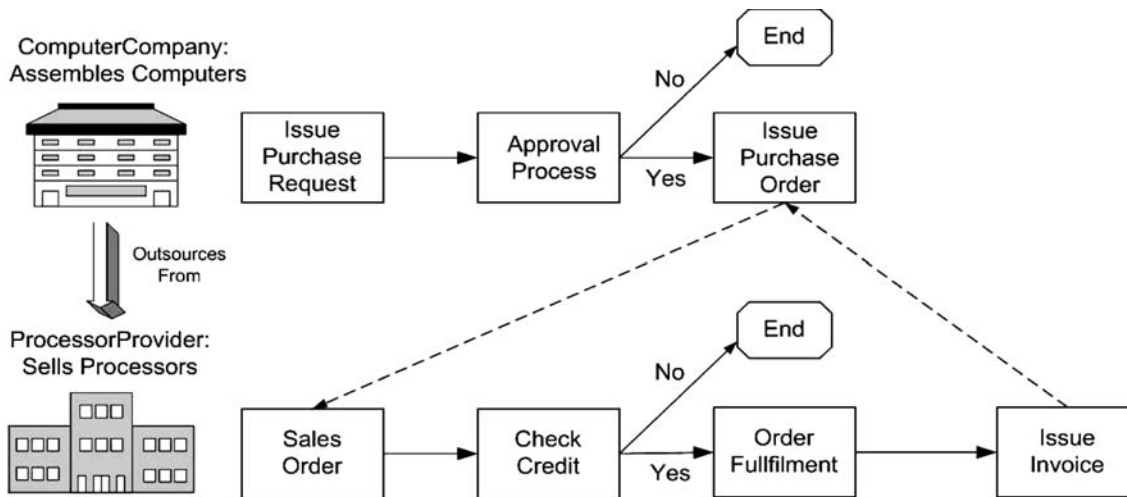 ComputerCompany:
Assembles Computers
End
No
Issue
Purchase
Request
Approval
Process
Yes
Issue
Purchase
Order
Outsources
From
ProcessorProvider:
Sells Processors
End
No
Sales
Order
Check
Credit
Yes
Order
Fullfilment
Issue
Invoice